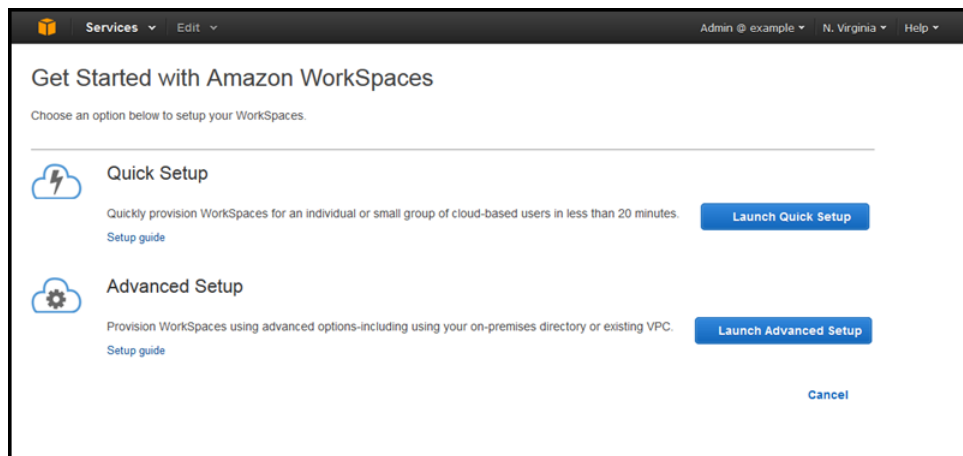 Services Edit Admin @ example N. Virginia Help
Get Started with Amazon WorkSpaces
Choose an option below to setup your WorkSpaces.
Quick Setup
Quickly provision WorkSpaces for an individual or small group of cloud-based users in less than 20 minutes.
Launch Quick Setup
Setup guide
Advanced Setup
Provision WorkSpaces using advanced options-including using your on-premises directory or existing VPC.
Launch Advanced Setup
Setup guide
Cancel